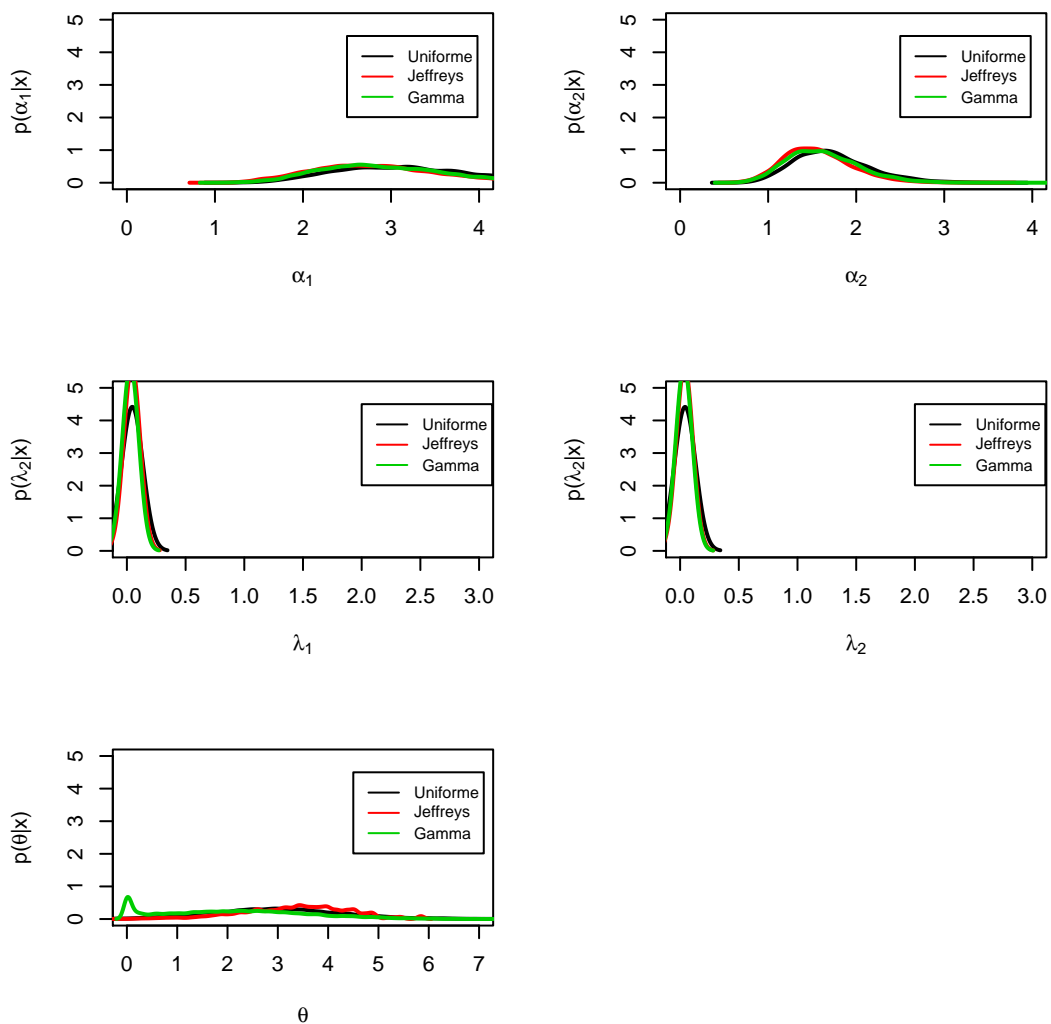 p(α₁|x)
0 1 2 3 4 5
Uniforme
Jeffreys
Gamma
0 1 2 3 4
α₁
p(α₂|x)
0 1 2 3 4 5
Uniforme
Jeffreys
Gamma
0 1 2 3 4
α₂
p(λ₂|x)
0 1 2 3 4 5
Uniforme
Jeffreys
Gamma
0.0 0.5 1.0 1.5 2.0 2.5 3.0
λ₁
p(λ₂|x)
0 1 2 3 4 5
Uniforme
Jeffreys
Gamma
0.0 0.5 1.0 1.5 2.0 2.5 3.0
λ₂
p(θ|x)
0 1 2 3 4 5
Uniforme
Jeffreys
Gamma
0 1 2 3 4 5 6 7
θ